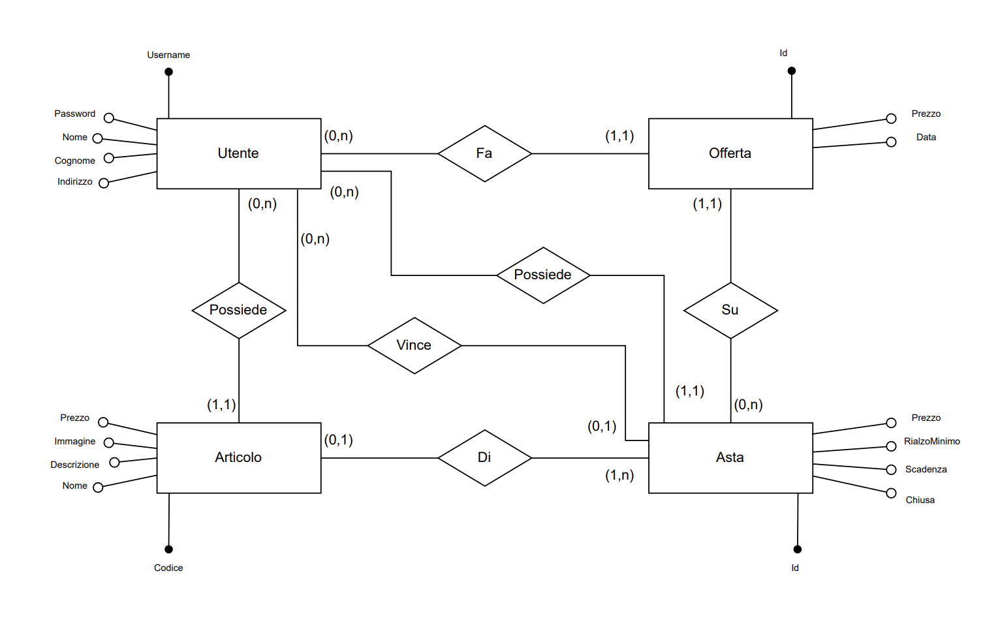 Username
Id
Password
Nome
Cognome
Indirizzo
Utente
(0,n)
Fa
(1,1)
Offerta
Prezzo
Data
(0,n)
(0,n)
(0,n)
(1,1)
Possiede
Possiede
Su
Vince
(1,1)
(1,1)
(0,n)
(0,1)
Prezzo
Immagine
Descrizione
Nome
Articolo
(0,1)
Di
(1,n)
Asta
Prezzo
RialzoMinimo
Scadenza
Chiusa
Codice
Id